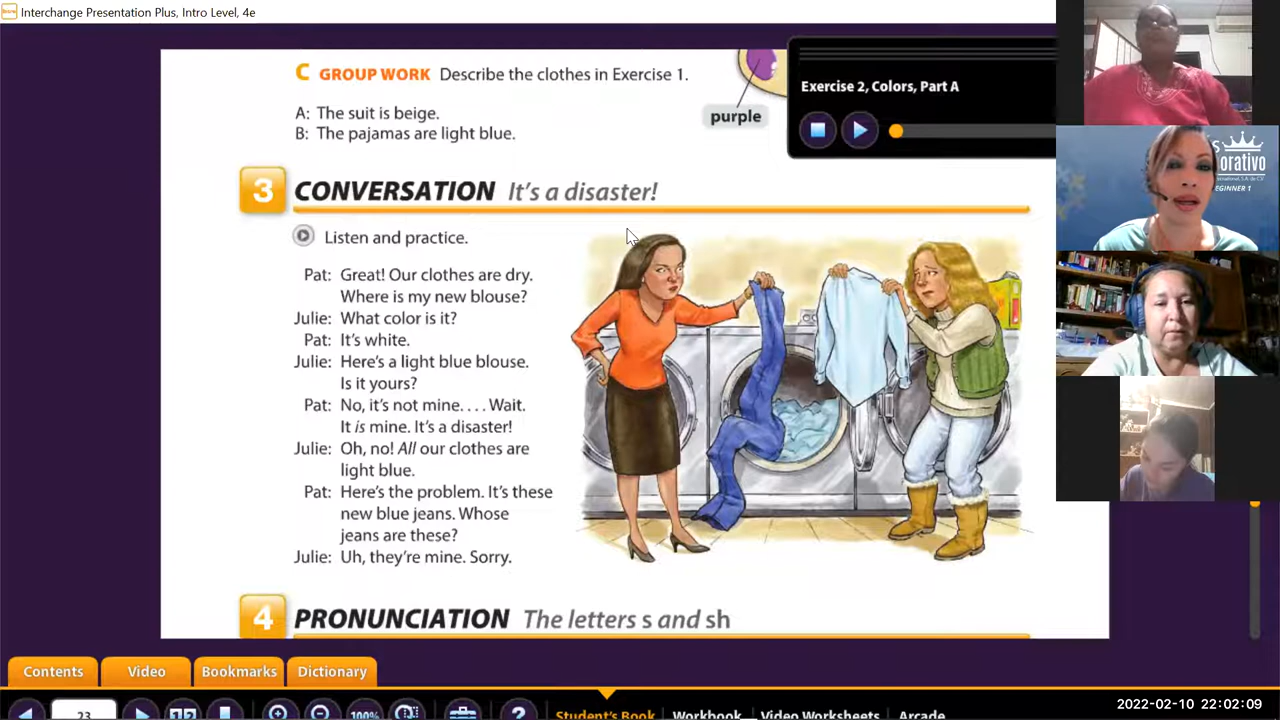 Interchange Presentation Plus, Intro Level, 4e
C GROUP WORK Describe the clothes in Exercise 1.
A: The suit is beige.
B: The pajamas are light blue.
purple
Exercise 2, Colors, Part A
3 CONVERSATION It's a disaster!
Listen and practice.
Pat: Great! Our clothes are dry.
Where is my new blouse?
Julie: What color is it?
Pat: It's white.
Julie: Here's a light blue blouse.
Is it yours?
Pat: No, it's not mine. . . . Wait.
It is mine. It's a disaster!
Julie: Oh, no! All our clothes are
light blue.
Pat: Here's the problem. It's these
new blue jeans. Whose
jeans are these?
Julie: Uh, they're mine. Sorry.
4 PRONUNCIATION The letters s and sh
S
orativo
EGINNER 1
Contents
Video
Bookmarks
Dictionary
23
100%
?
Student's Book
Workbook
Video Worksheets
Arcade
2022-02-10 22:02:09